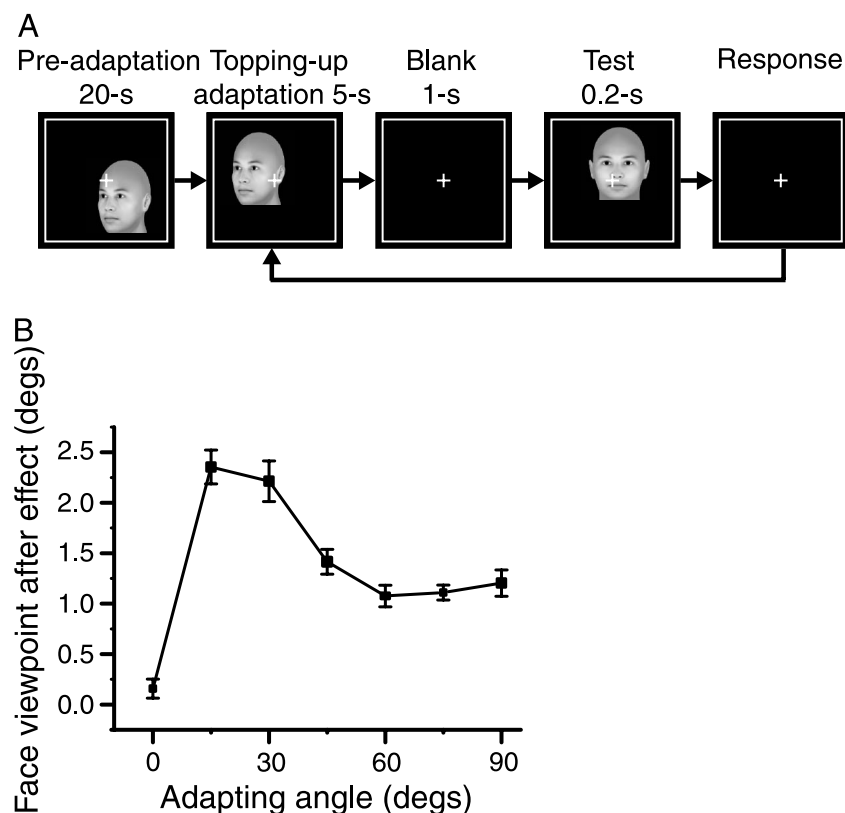 A
Pre-adaptation Topping-up Blank Test Response
20-s adaptation 5-s 1-s 0.2-s
B
Face viewpoint after effect (degs)
2.5
2.0
1.5
1.0
0.5
0.0
0 30 60 90
Adapting angle (degs)